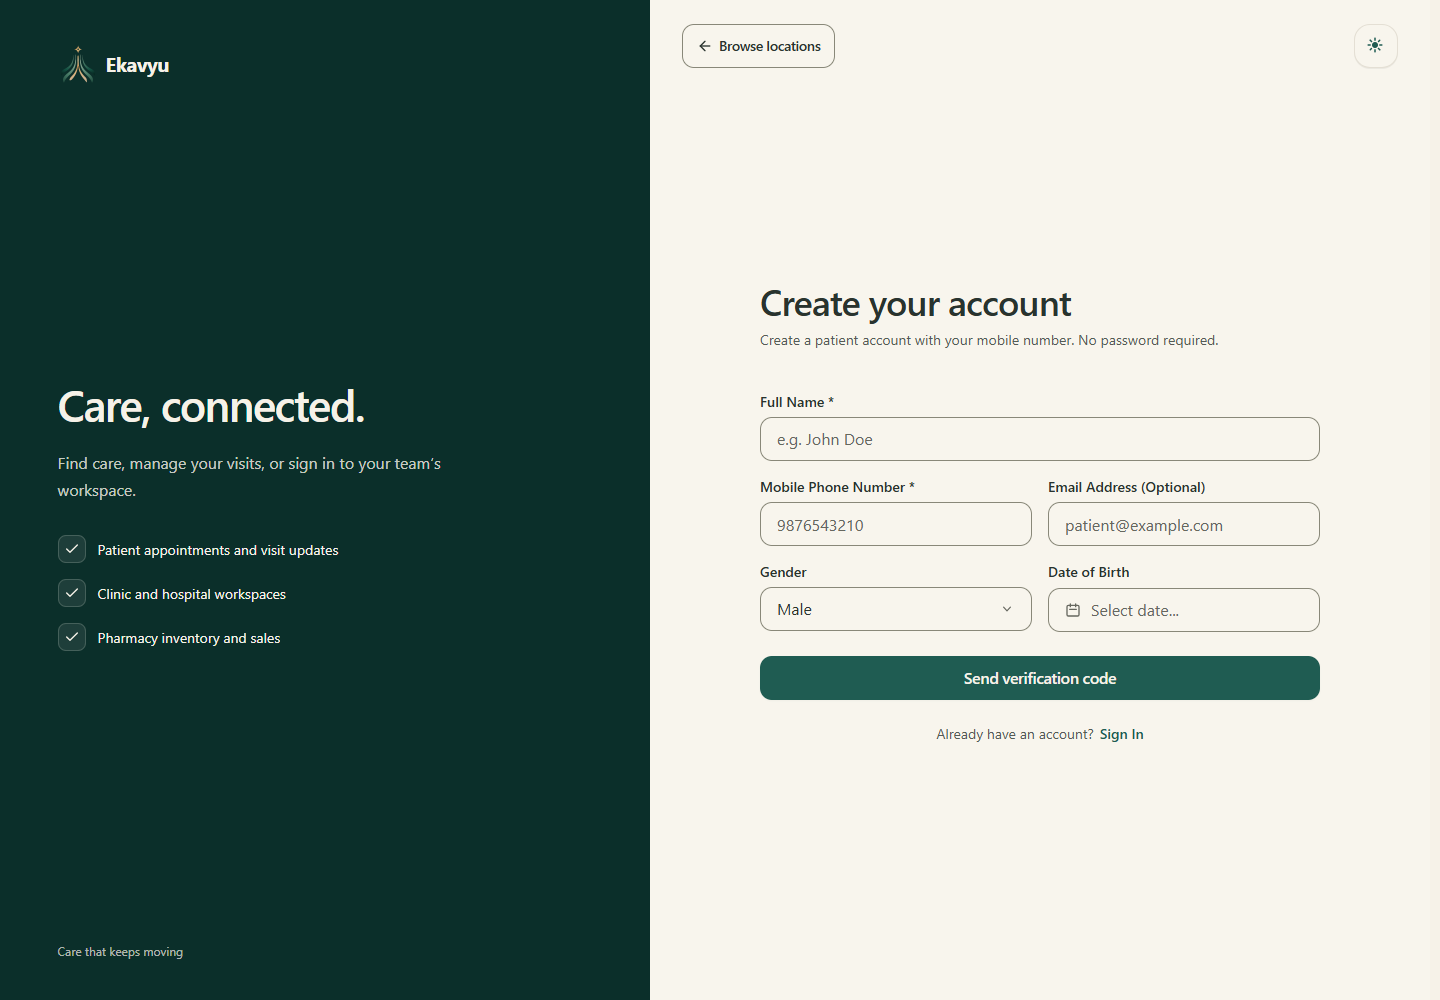 Ekavyu
Care, connected.
Find care, manage your visits, or sign in to your team’s
workspace.
Patient appointments and visit updates
Clinic and hospital workspaces
Pharmacy inventory and sales
Care that keeps moving
Browse locations
Create your account
Create a patient account with your mobile number. No password required.
Full Name *
e.g. John Doe
Mobile Phone Number *
9876543210
Email Address (Optional)
patient@example.com
Gender
Male
Date of Birth
Select date...
Send verification code
Already have an account? Sign In